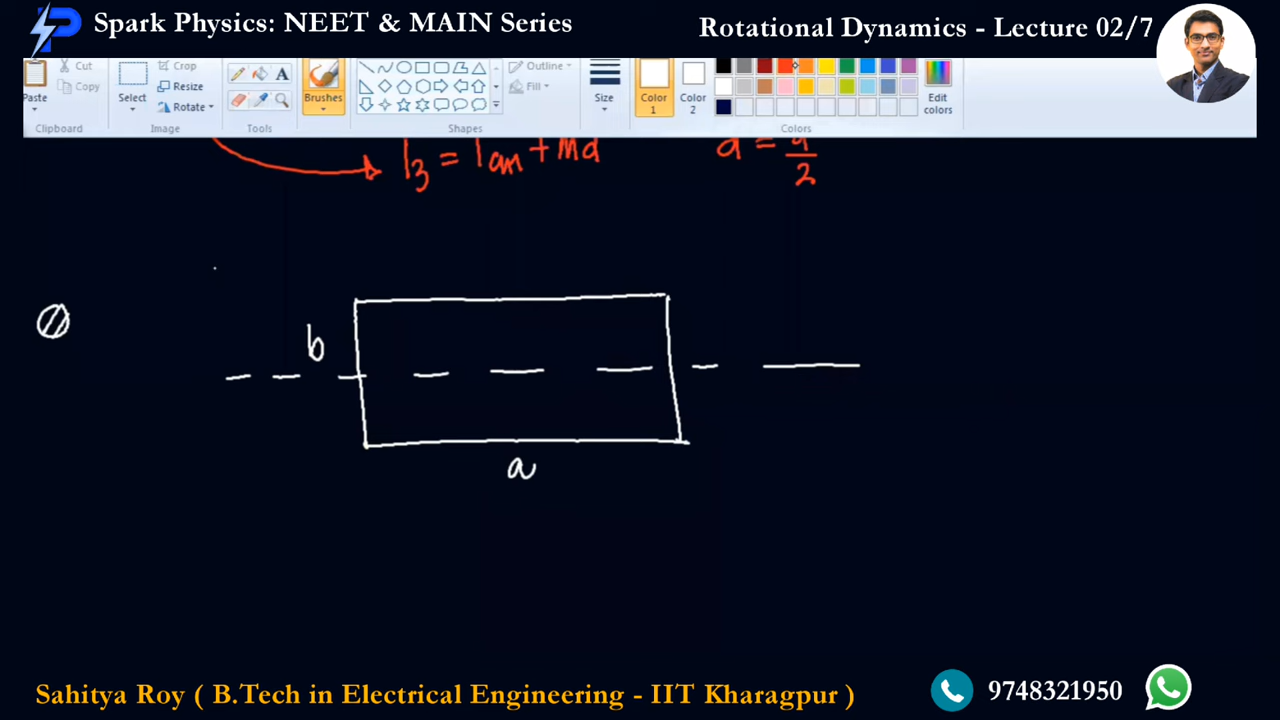 Spark Physics: NEET & MAIN Series
Rotational Dynamics - Lecture 02/7
Cut
Copy
Paste
Clipboard
Crop
Resize
Select
Rotate
Image
Tools
Brushes
Shapes
Outline
Fill
Size
Color 1
Color 2
Edit colors
Colors
I3 = Icm + Md
d = a/2
b
a
Sahitya Roy ( B.Tech in Electrical Engineering - IIT Kharagpur )
9748321950